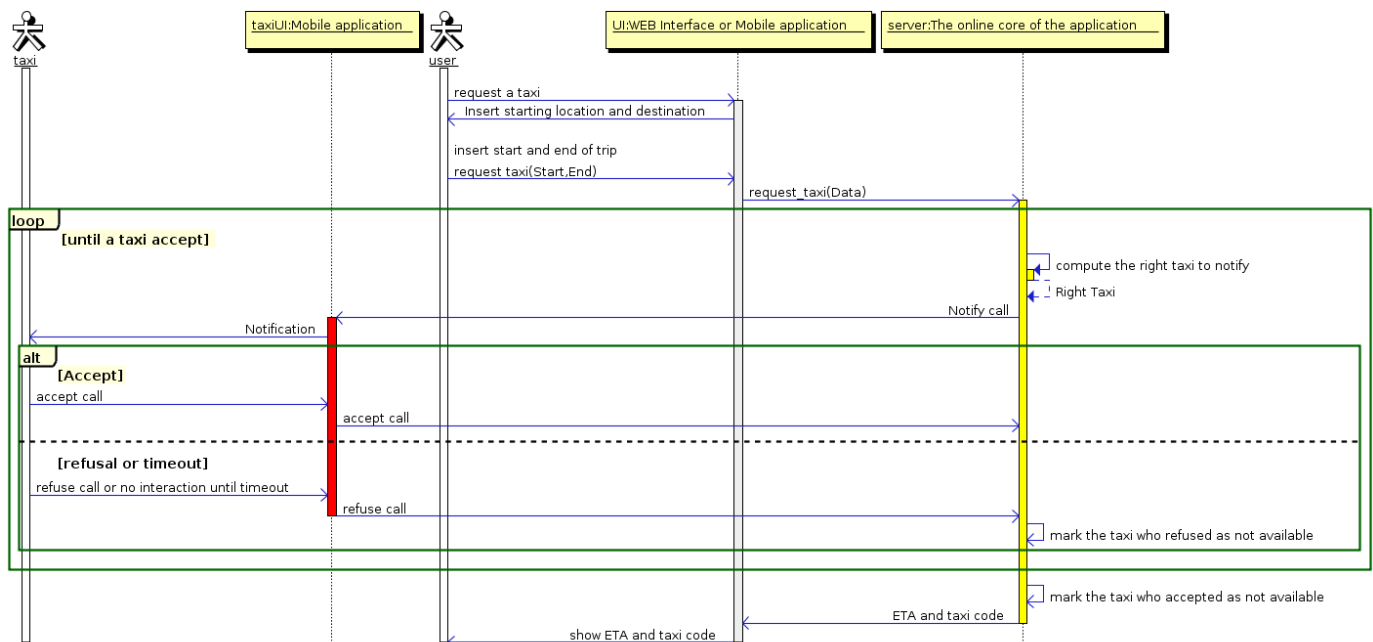 taxiUI:Mobile application
UI:WEB Interface or Mobile application
server:The online core of the application
taxi
user
request a taxi
Insert starting location and destination
insert start and end of trip
request taxi(Start,End)
request_taxi(Data)
loop
[until a taxi accept]
compute the right taxi to notify
Right Taxi
Notify call
Notification
alt
[Accept]
accept call
accept call
[refusal or timeout]
refuse call or no interaction until timeout
refuse call
mark the taxi who refused as not available
mark the taxi who accepted as not available
ETA and taxi code
show ETA and taxi code